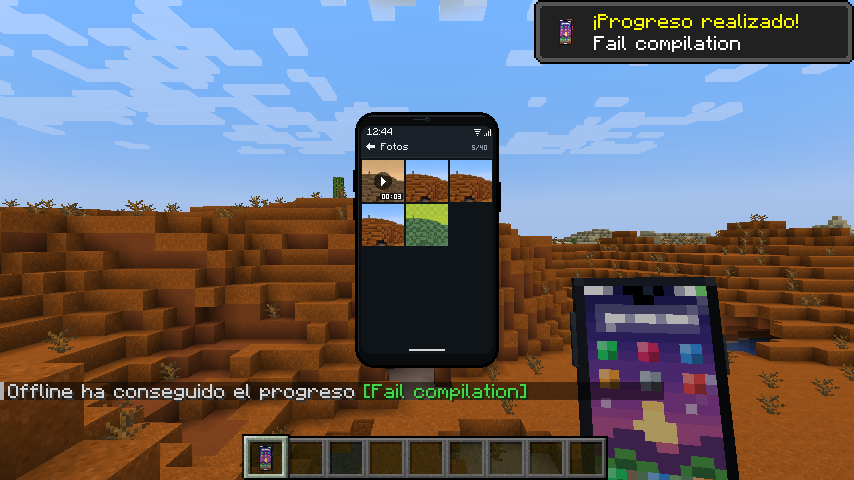 ¡Progreso realizado!
Fail compilation
12:44
Fotos
5/40
00:03
Offline ha conseguido el progreso [Fail compilation]